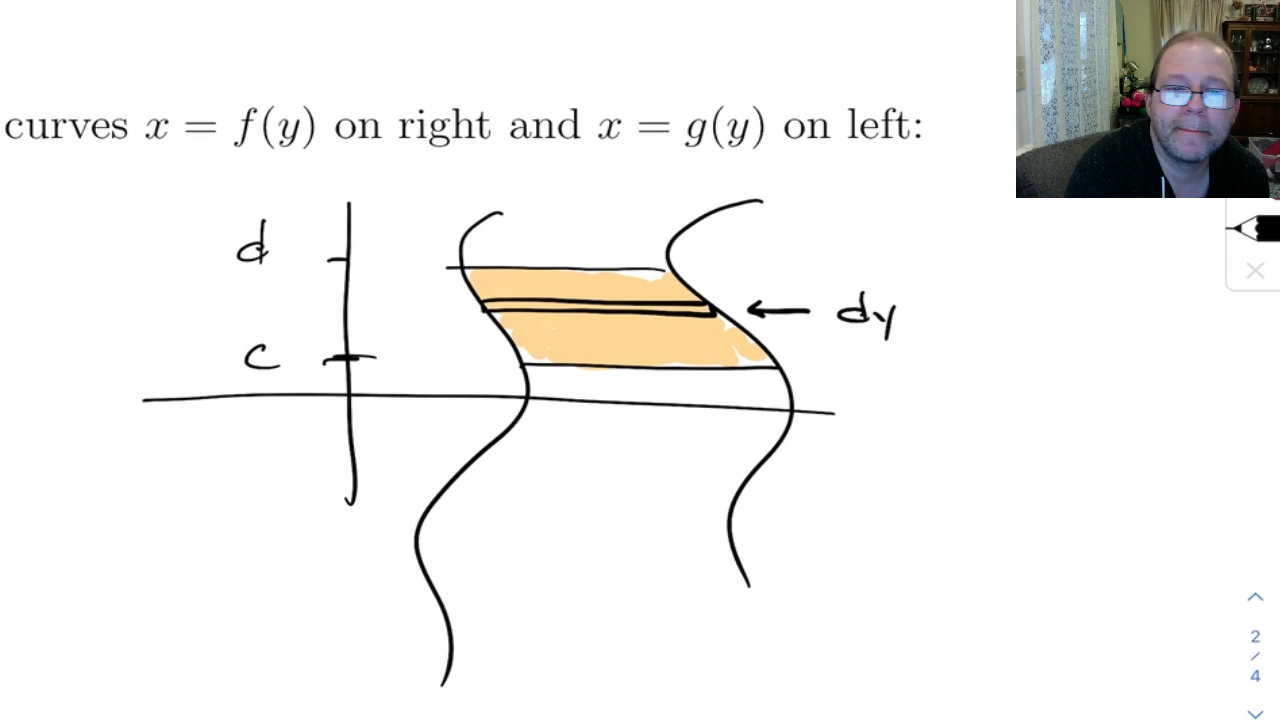 curves x = f(y) on right and x = g(y) on left:
d
dy
c
2
/
4